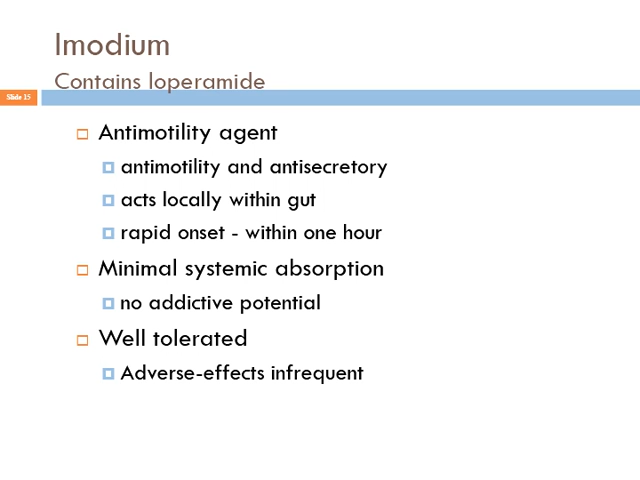 Imodium
Contains loperamide
Slide 15
Antimotility agent
antimotility and antisecretory
acts locally within gut
rapid onset - within one hour
Minimal systemic absorption
no addictive potential
Well tolerated
Adverse-effects infrequent